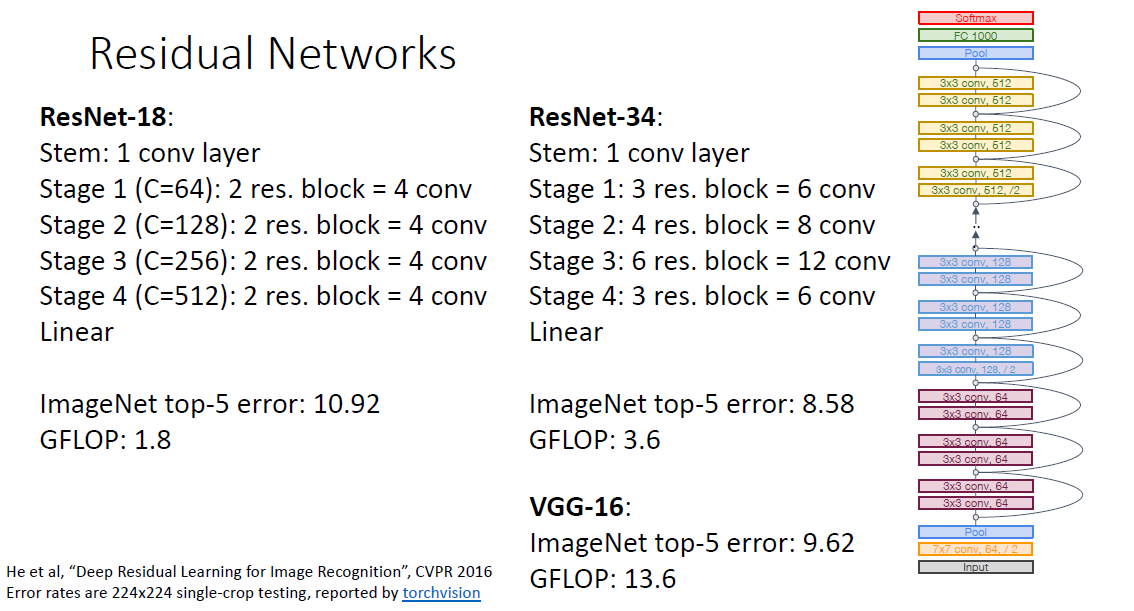 Residual Networks
ResNet-18:
Stem: 1 conv layer
Stage 1 (C=64): 2 res. block = 4 conv
Stage 2 (C=128): 2 res. block = 4 conv
Stage 3 (C=256): 2 res. block = 4 conv
Stage 4 (C=512): 2 res. block = 4 conv
Linear
ImageNet top-5 error: 10.92
GFLOP: 1.8
ResNet-34:
Stem: 1 conv layer
Stage 1: 3 res. block = 6 conv
Stage 2: 4 res. block = 8 conv
Stage 3: 6 res. block = 12 conv
Stage 4: 3 res. block = 6 conv
Linear
ImageNet top-5 error: 8.58
GFLOP: 3.6
VGG-16:
ImageNet top-5 error: 9.62
GFLOP: 13.6
He et al, “Deep Residual Learning for Image Recognition”, CVPR 2016
Error rates are 224x224 single-crop testing, reported by torchvision
Softmax
FC 1000
Pool
3x3 conv, 512
3x3 conv, 512
3x3 conv, 512
3x3 conv, 512
3x3 conv, 512
3x3 conv, 512, /2
..
3x3 conv, 128
3x3 conv, 128
3x3 conv, 128
3x3 conv, 128
3x3 conv, 128
3x3 conv, 128, / 2
3x3 conv, 64
3x3 conv, 64
3x3 conv, 64
3x3 conv, 64
3x3 conv, 64
3x3 conv, 64
Pool
7x7 conv, 64, / 2
Input